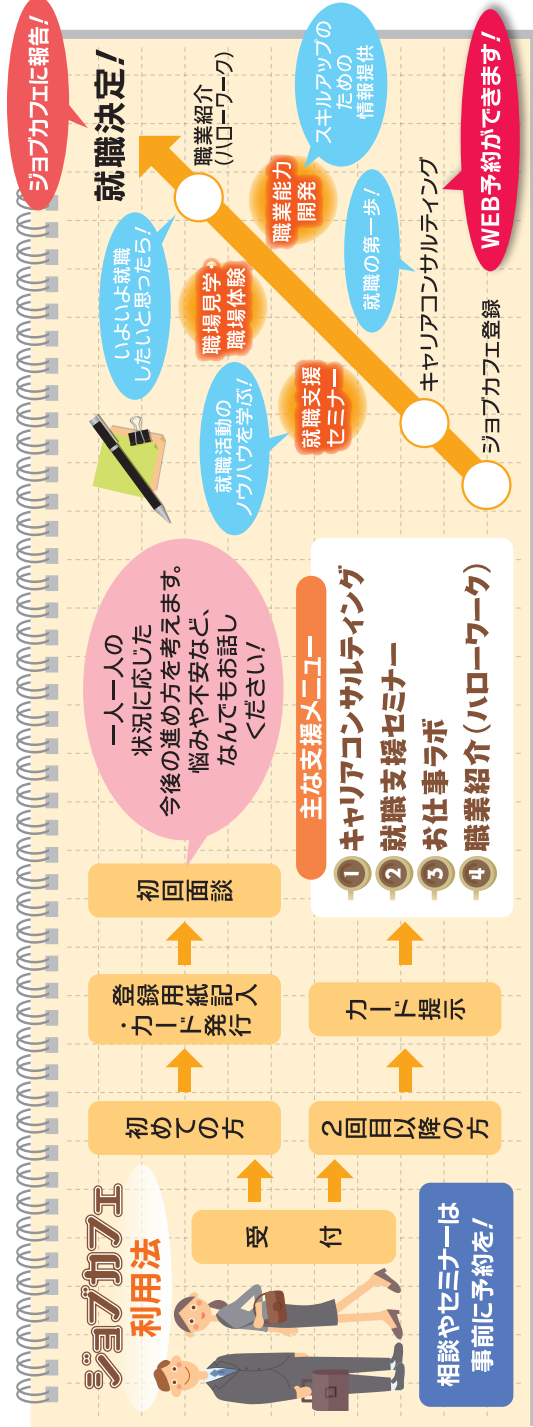 ジョブカフェ
利用法
受付
初めての方
登録用紙記入
・カード発行
初回面談
一人一人の
状況に応じた
今後の進め方を考えます。
悩みや不安など、
なんでもお話し
ください!
2回目以降の方
カード提示
主な支援メニュー
1 キャリアコンサルティング
2 就職支援セミナー
3 お仕事ラボ
4 職業紹介(ハローワーク)
相談やセミナーは
事前に予約を!
ジョブカフェ登録
キャリアコンサルティング
WEB予約ができます!
就職の第一歩!
就職支援
セミナー
就職活動の
ノウハウを学ぶ!
職場見学・
職場体験
職業能力
開発
スキルアップの
ための
情報提供
いよいよ就職
したいと思ったら!
職業紹介
(ハローワーク)
就職決定!
ジョブカフェに報告!